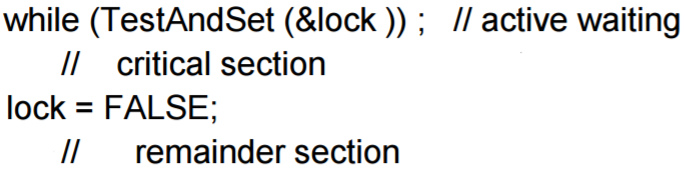 while (TestAndSet (&lock )) ;   // active waiting
//    critical section
lock = FALSE;
//      remainder section